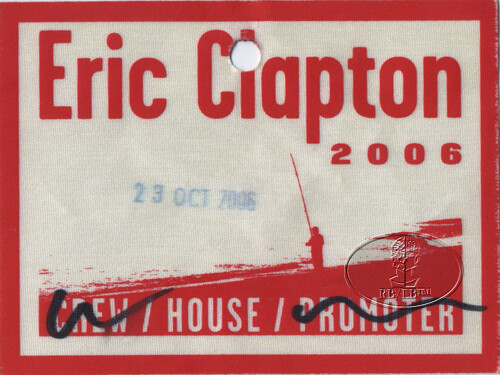 Eric Clapton
2006
23 OCT 2006
CREW / HOUSE / PROMOTER